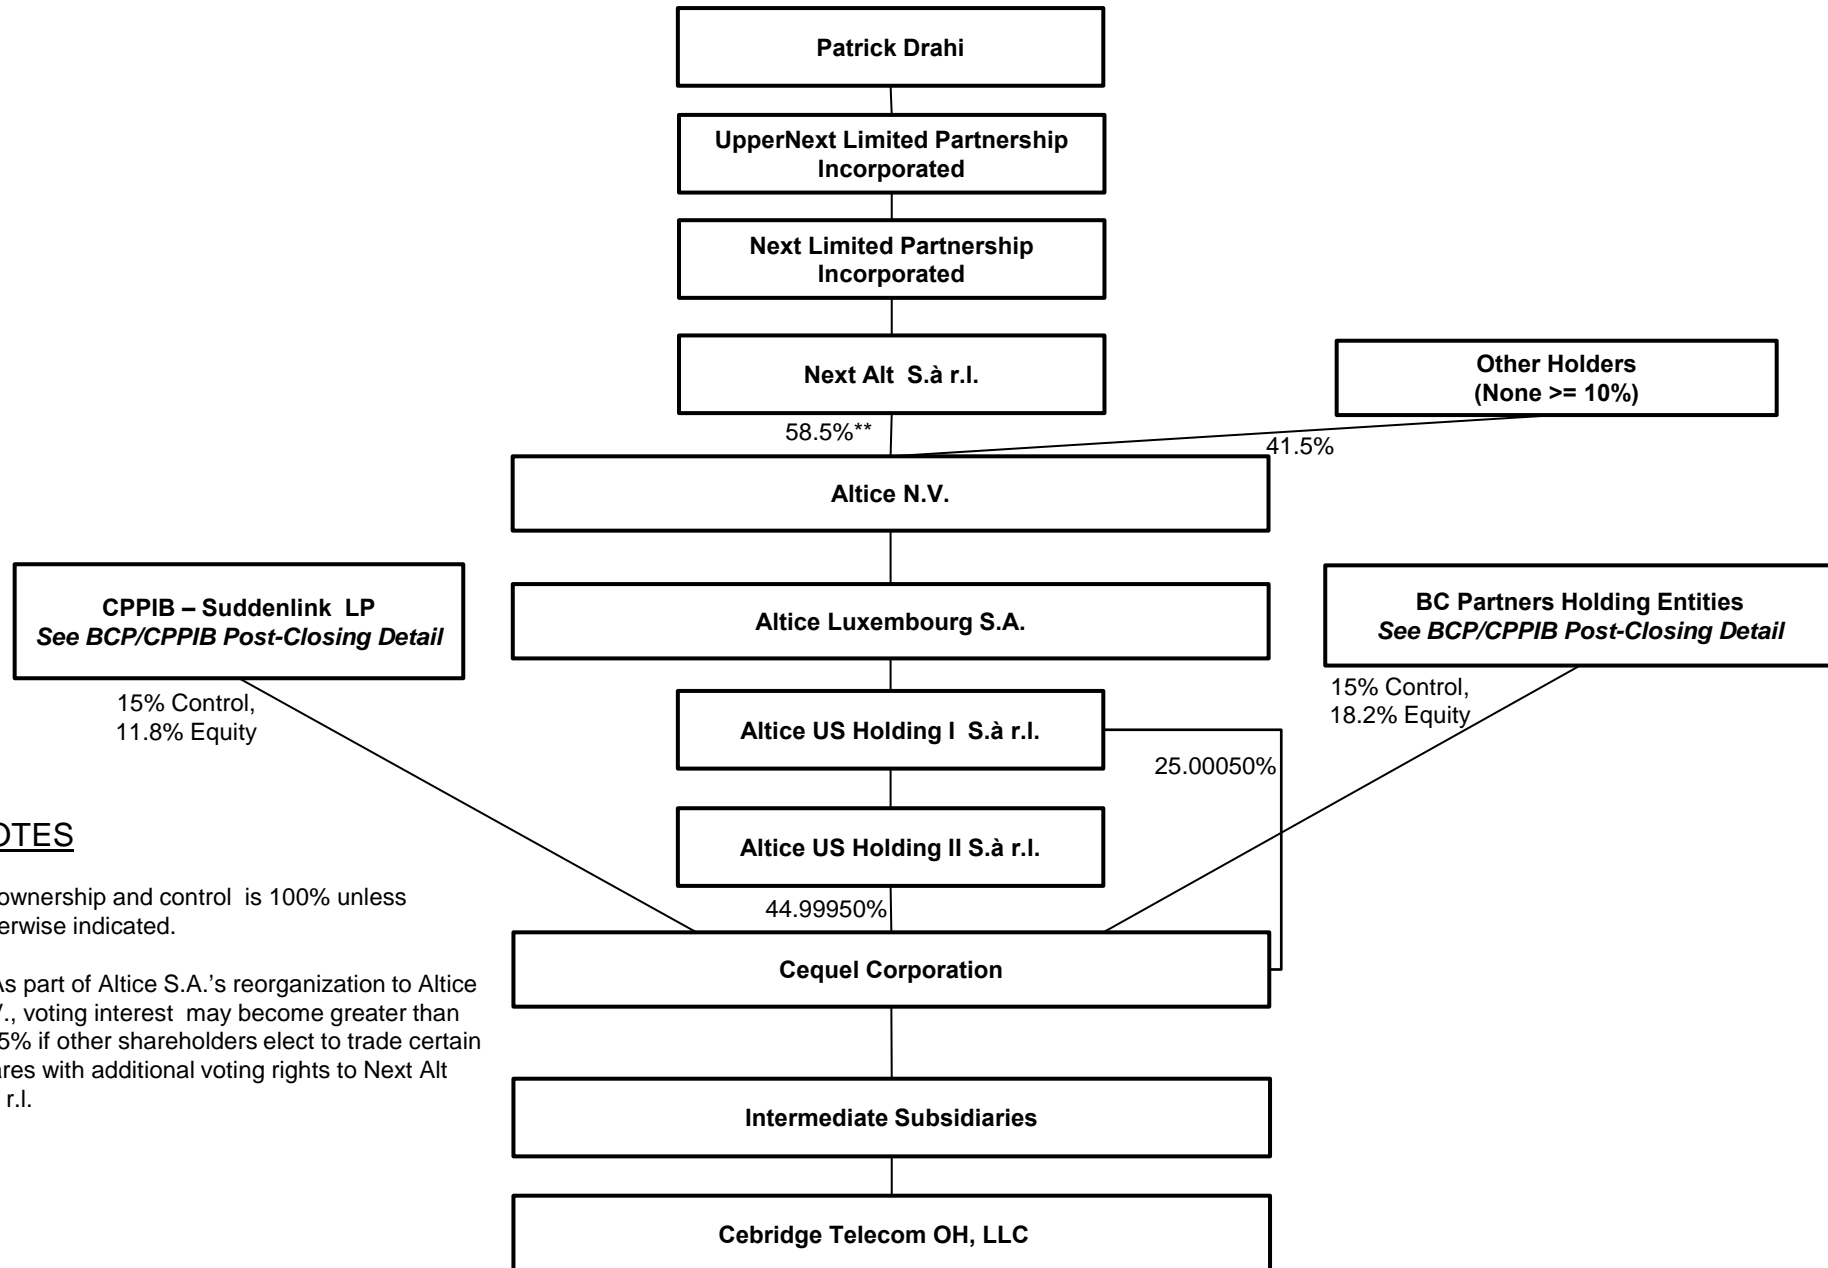 Patrick Drahi
UpperNext Limited Partnership
Incorporated
Next Limited Partnership
Incorporated
Next Alt S.à r.l.
Other Holders
(None >= 10%)
58.5%**
41.5%
Altice N.V.
CPPIB – Suddenlink LP
See BCP/CPPIB Post-Closing Detail
Altice Luxembourg S.A.
BC Partners Holding Entities
See BCP/CPPIB Post-Closing Detail
15% Control,
11.8% Equity
Altice US Holding I S.à r.l.
15% Control,
18.2% Equity
25.00050%
Altice US Holding II S.à r.l.
44.99950%
Cequel Corporation
OTES
ownership and control is 100% unless
erwise indicated.
As part of Altice S.A.'s reorganization to Altice
voting interest may become greater than
5% if other shareholders elect to trade certain
ares with additional voting rights to Next Alt
r.l.
Intermediate Subsidiaries
Cebridge Telecom OH, LLC